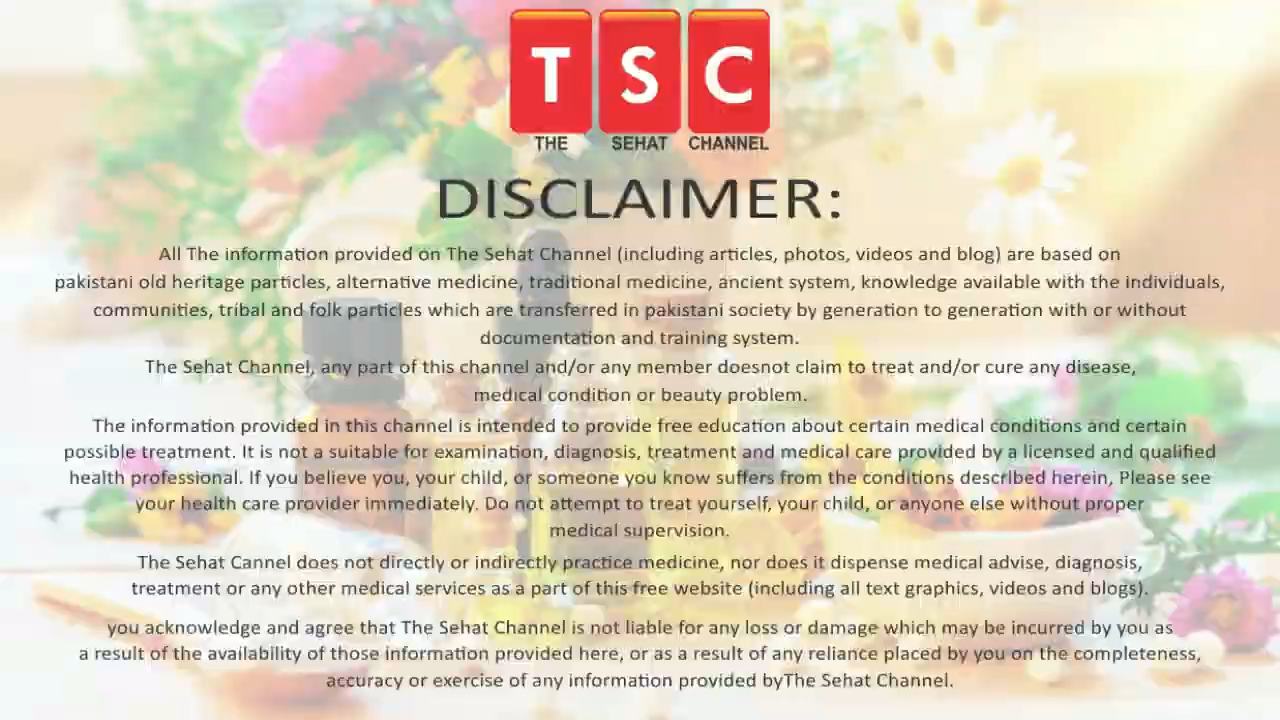 T S C
THE SEHAT CHANNEL
DISCLAIMER:
All The information provided on The Sehat Channel (including articles, photos, videos and blog) are based on
pakistani old heritage particles, alternative medicine, traditional medicine, ancient system, knowledge available with the individuals,
communities, tribal and folk particles which are transferred in pakistani society by generation to generation with or without
documentation and training system.
The Sehat Channel, any part of this channel and/or any member doesnot claim to treat and/or cure any disease,
medical condition or beauty problem.
The information provided in this channel is intended to provide free education about certain medical conditions and certain
possible treatment. It is not a suitable for examination, diagnosis, treatment and medical care provided by a licensed and qualified
health professional. If you believe you, your child, or someone you know suffers from the conditions described herein, Please see
your health care provider immediately. Do not attempt to treat yourself, your child, or anyone else without proper
medical supervision.
The Sehat Cannel does not directly or indirectly practice medicine, nor does it dispense medical advise, diagnosis,
treatment or any other medical services as a part of this free website (including all text graphics, videos and blogs).
you acknowledge and agree that The Sehat Channel is not liable for any loss or damage which may be incurred by you as
a result of the availability of those information provided here, or as a result of any reliance placed by you on the completeness,
accuracy or exercise of any information provided byThe Sehat Channel.